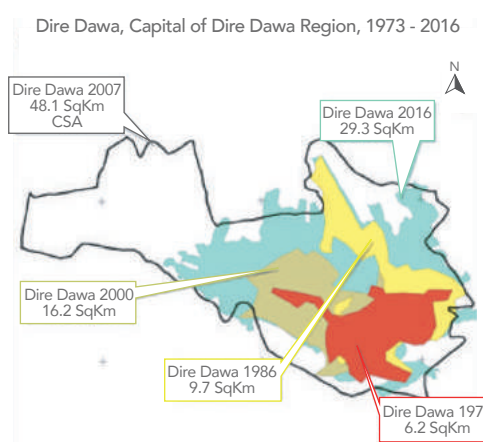 Dire Dawa, Capital of Dire Dawa Region, 1973 - 2016
N
Dire Dawa 2007
48.1 SqKm
CSA
Dire Dawa 2016
29.3 SqKm
Dire Dawa 2000
16.2 SqKm
Dire Dawa 1986
9.7 SqKm
Dire Dawa 197
6.2 SqKm